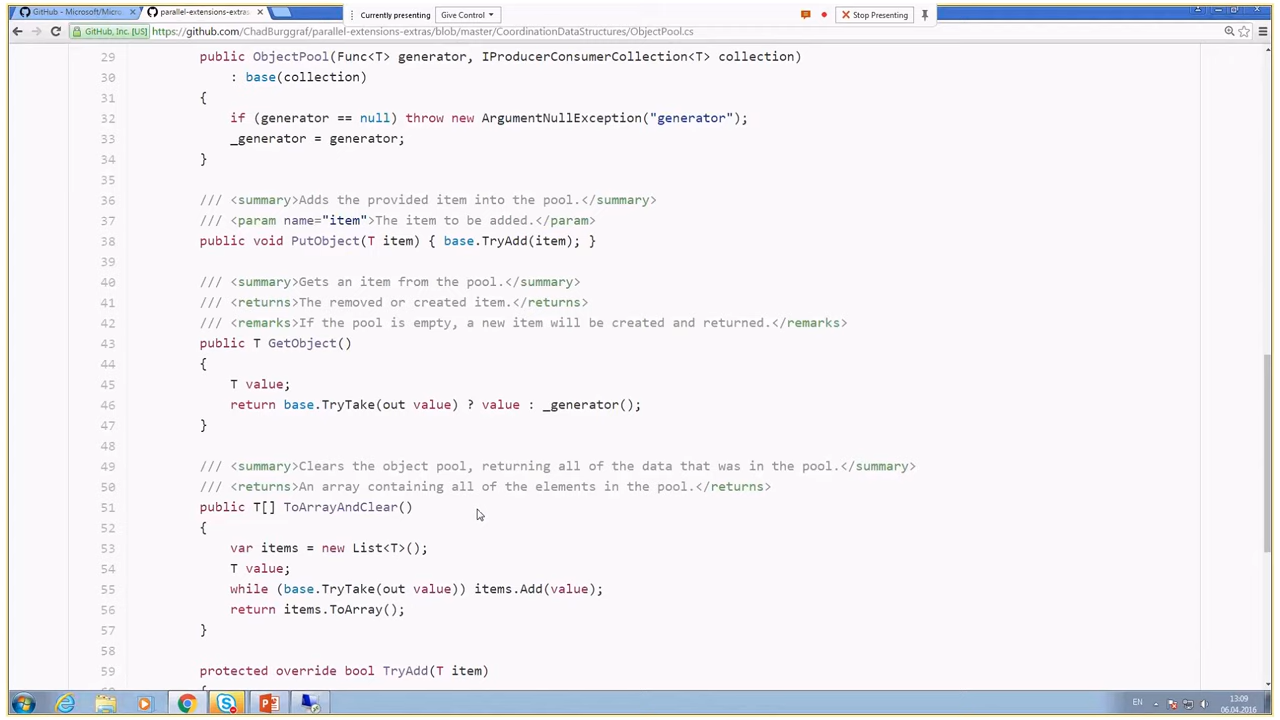 GitHub - Microsoft/Micro
parallel-extensions-extras
Currently presenting
Give Control
Stop Presenting
GitHub, Inc. [US] https://github.com/ChadBurggraf/parallel-extensions-extras/blob/master/CoordinationDataStructures/ObjectPool.cs
29 public ObjectPool(Func<T> generator, IProducerConsumerCollection<T> collection)
30 : base(collection)
31 {
32 if (generator == null) throw new ArgumentNullException("generator");
33 _generator = generator;
34 }
35
36 /// <summary>Adds the provided item into the pool.</summary>
37 /// <param name="item">The item to be added.</param>
38 public void PutObject(T item) { base.TryAdd(item); }
39
40 /// <summary>Gets an item from the pool.</summary>
41 /// <returns>The removed or created item.</returns>
42 /// <remarks>If the pool is empty, a new item will be created and returned.</remarks>
43 public T GetObject()
44 {
45 T value;
46 return base.TryTake(out value) ? value : _generator();
47 }
48
49 /// <summary>Clears the object pool, returning all of the data that was in the pool.</summary>
50 /// <returns>An array containing all of the elements in the pool.</returns>
51 public T[] ToArrayAndClear()
52 {
53 var items = new List<T>();
54 T value;
55 while (base.TryTake(out value)) items.Add(value);
56 return items.ToArray();
57 }
58
59 protected override bool TryAdd(T item)
60 {
EN
13:09
06.04.2016